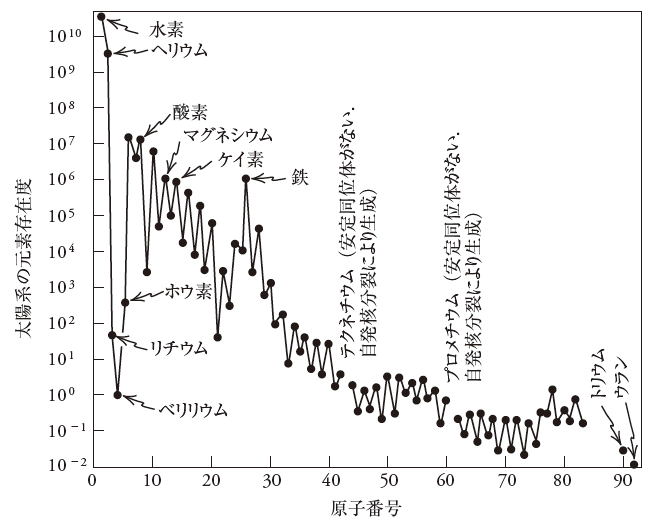 太陽系の元素存在度
10¹⁰
10⁹
10⁸
10⁷
10⁶
10⁵
10⁴
10³
10²
10¹
10⁰
10⁻¹
10⁻²
水素
ヘリウム
酸素
マグネシウム
ケイ素
鉄
ホウ素
リチウム
ベリリウム
テクネチウム（安定同位体がない．
自発核分裂により生成）
プロメチウム（安定同位体がない．
自発核分裂により生成）
トリウム
ウラン
0 10 20 30 40 50 60 70 80 90
原子番号